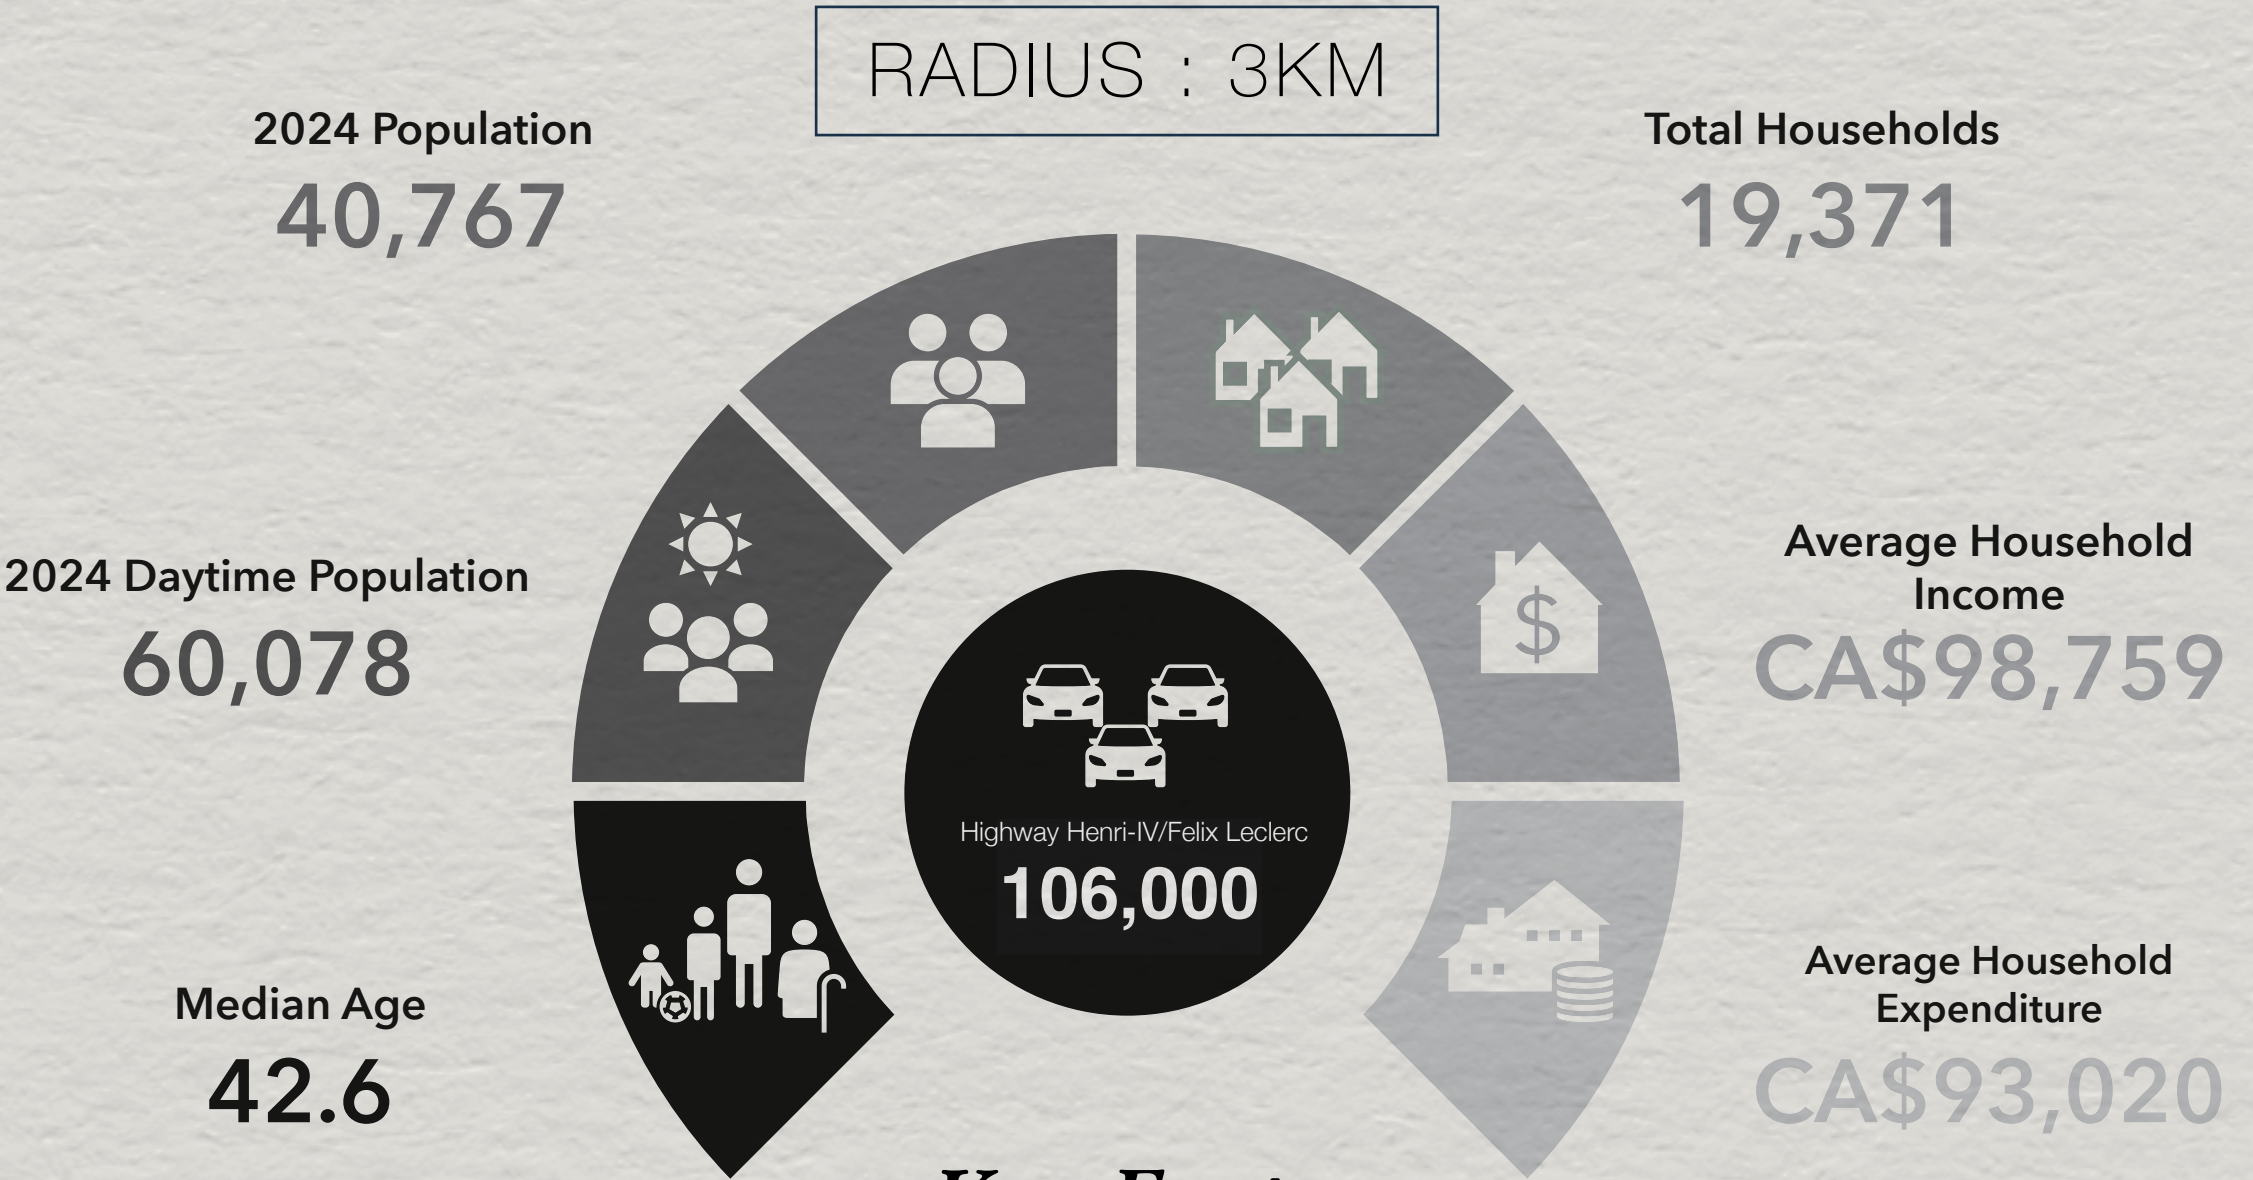 RADIUS : 3KM
2024 Population
40,767
Total Households
19,371
2024 Daytime Population
60,078
Average Household
Income
CA$98,759
Highway Henri-IV/Felix Leclerc
106,000
Median Age
42.6
Average Household
Expenditure
CA$93,020